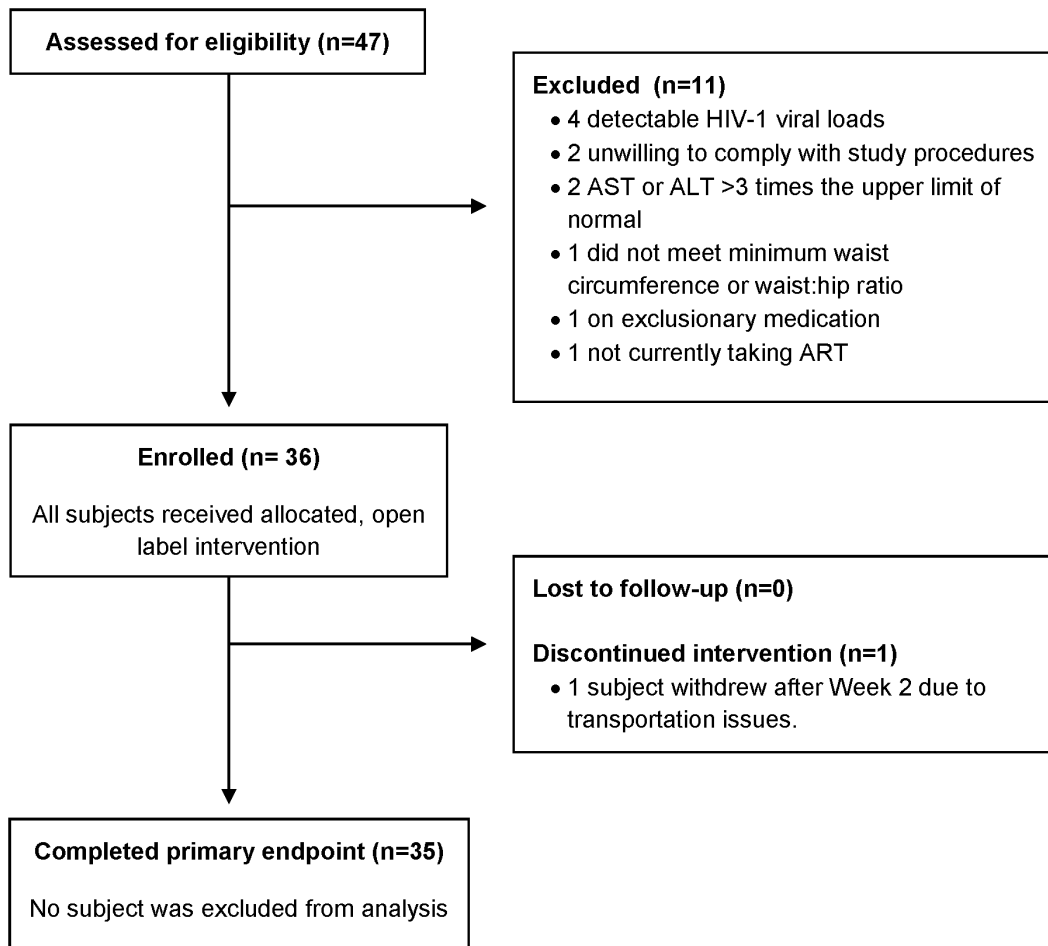 Assessed for eligibility (n=47)
Excluded  (n=11)
• 4 detectable HIV-1 viral loads
• 2 unwilling to comply with study procedures
• 2 AST or ALT >3 times the upper limit of
normal
• 1 did not meet minimum waist
circumference or waist:hip ratio
• 1 on exclusionary medication
• 1 not currently taking ART
Enrolled (n= 36)
All subjects received allocated, open
label intervention
Lost to follow-up (n=0)
Discontinued intervention (n=1)
• 1 subject withdrew after Week 2 due to
transportation issues.
Completed primary endpoint (n=35)
No subject was excluded from analysis